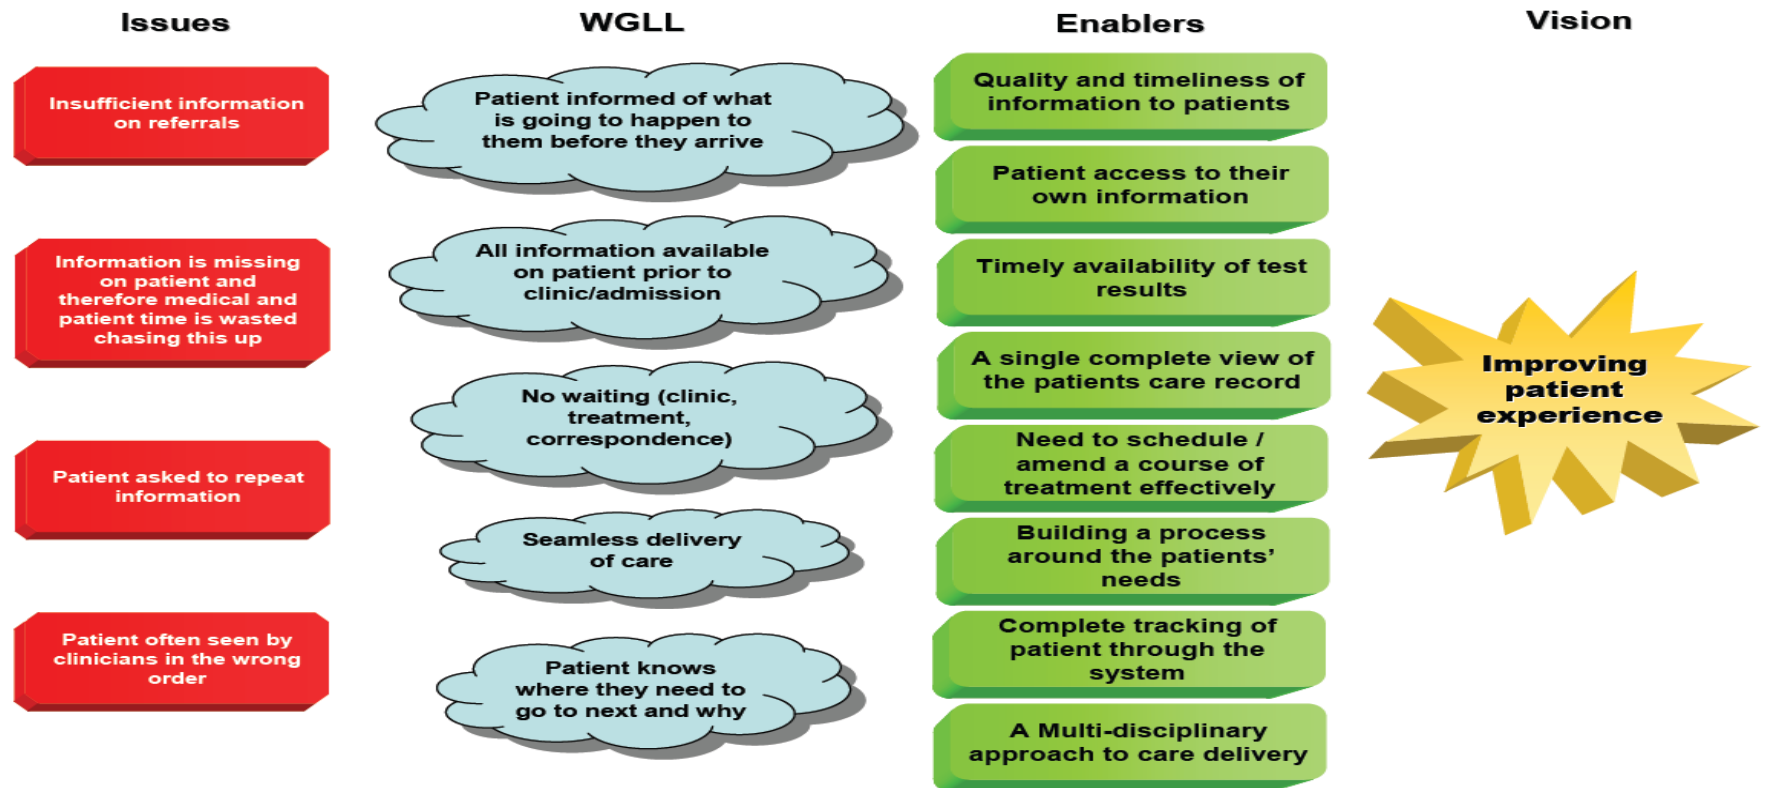 Issues
Insufficient information
on referrals
Information is missing
on patient and
therefore medical and
patient time is wasted
chasing this up
Patient asked to repeat
information
Patient often seen by
clinicians in the wrong
order
WGLL
Patient informed of what
is going to happen to
them before they arrive
All information available
on patient prior to
clinic/admission
No waiting (clinic,
treatment,
correspondence)
Seamless delivery
of care
Patient knows
where they need to
go to next and why
Enablers
Quality and timeliness of
information to patients
Patient access to their
own information
Timely availability of test
results
A single complete view of
the patients care record
Need to schedule /
amend a course of
treatment effectively
Building a process
around the patients’
needs
Complete tracking of
patient through the
system
A Multi-disciplinary
approach to care delivery
Vision
Improving
patient
experience